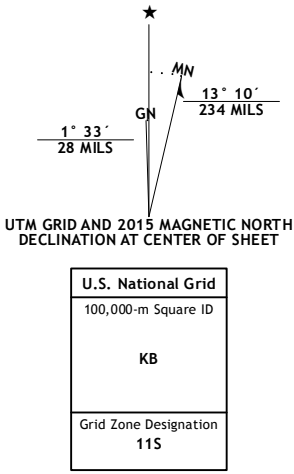 MN
GN
13° 10´
234 MILS
1° 33´
28 MILS
UTM GRID AND 2015 MAGNETIC NORTH
DECLINATION AT CENTER OF SHEET
U.S. National Grid
100,000-m Square ID
KB
Grid Zone Designation
11S